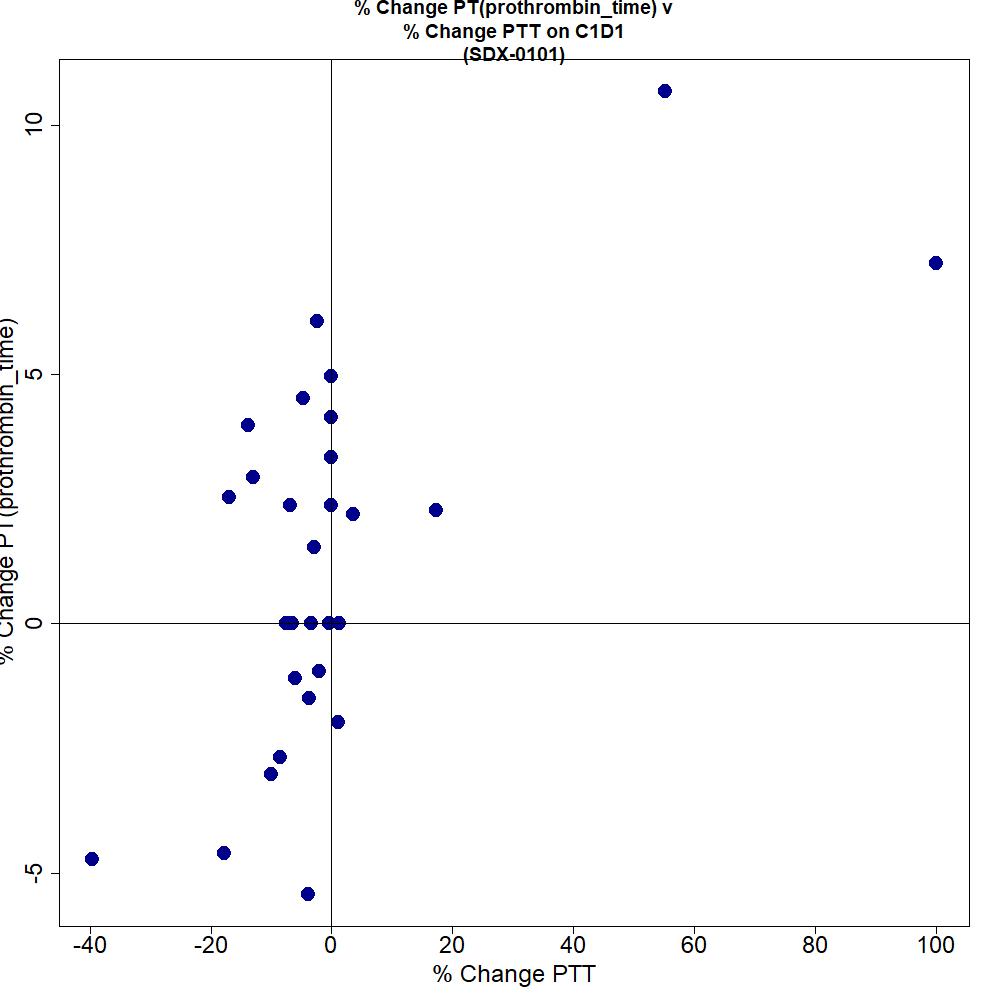 % Change PT(prothrombin_time) v
% Change PTT on C1D1
(SDX-0101)
% Change PT(prothrombin_time)
10
5
0
-5
-40 -20 0 20 40 60 80 100
% Change PTT